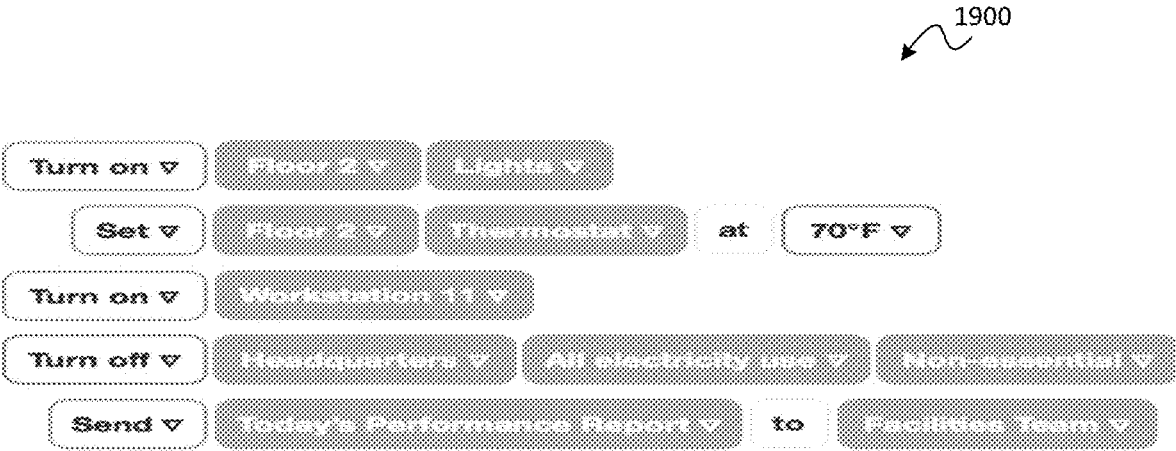 1900
Turn on ▽ Floor 2 ▽ Lights ▽
Set ▽ Floor 2 ▽ Thermostat ▽ at 70°F ▽
Turn on ▽ Workstation 11 ▽
Turn off ▽ Headquarters ▽ All electricity use ▽ Non-essential ▽
Send ▽ Today's Performance Report ▽ to Facilities Team ▽